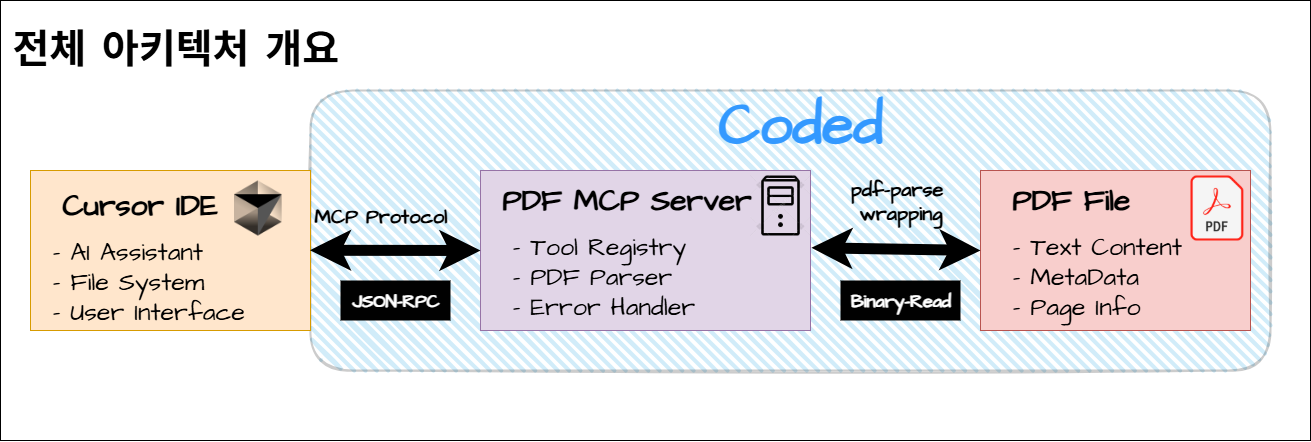 전체 아키텍처 개요
Coded
Cursor IDE
- AI Assistant
- File System
- User Interface
MCP Protocol
JSON-RPC
PDF MCP Server
- Tool Registry
- PDF Parser
- Error Handler
pdf-parse
wrapping
Binary-Read
PDF File
PDF
- Text Content
- MetaData
- Page Info